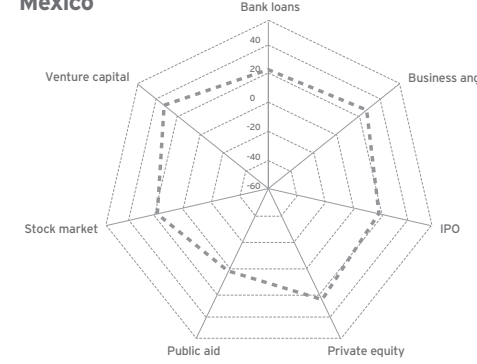 Mexico
Bank loans
40
Venture capital
20
Business ang
0
-20
-40
-60
Stock market
IPO
Public aid
Private equity